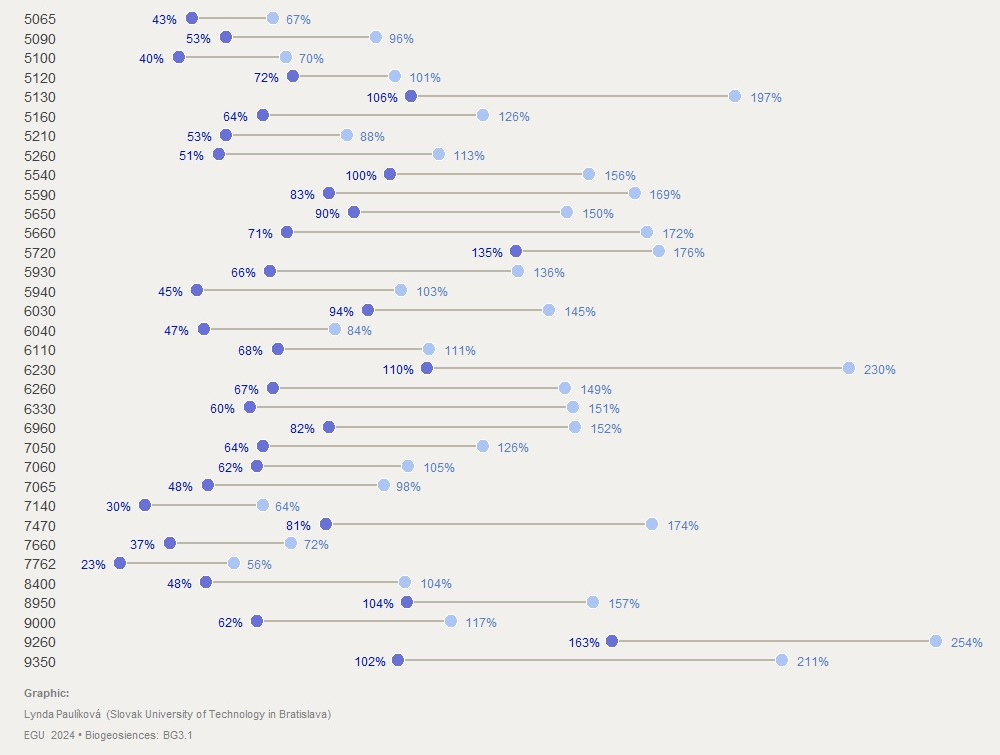 5065 43% 67%
5090 53% 96%
5100 40% 70%
5120 72% 101%
5130 106% 197%
5160 64% 126%
5210 53% 88%
5260 51% 113%
5540 100% 156%
5590 83% 169%
5650 90% 150%
5660 71% 172%
5720 135% 176%
5930 66% 136%
5940 45% 103%
6030 94% 145%
6040 47% 84%
6110 68% 111%
6230 110% 230%
6260 67% 149%
6330 60% 151%
6960 82% 152%
7050 64% 126%
7060 62% 105%
7065 48% 98%
7140 30% 64%
7470 81% 174%
7660 37% 72%
7762 23% 56%
8400 48% 104%
8950 104% 157%
9000 62% 117%
9260 163% 254%
9350 102% 211%
Graphic:
Lynda Paulíková (Slovak University of Technology in Bratislava)
EGU 2024 • Biogeosciences: BG3.1